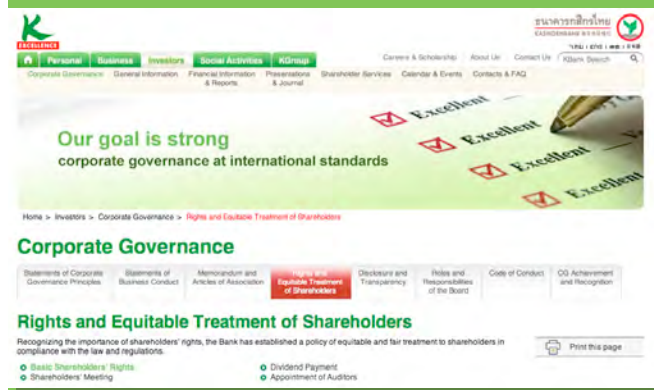 K
EXCELLENCE
ธนาคารกสิกรไทย
KASIKORNBANK
Personal Business Investors Social Activities KGroup
Careers & Scholarship About Us Contact Us KBank Search
Corporate Governance General Information Financial Information & Reports Presentations & Journal Shareholder Services Calendar & Events Contacts & FAQ
Our goal is strong
corporate governance at international standards
Excellent
Excellent
Excellent
Excellent
Home > Investors > Corporate Governance > Rights and Equitable Treatment of Shareholders
Corporate Governance
Statements of Corporate Governance Principles
Statements of Business Conduct
Memorandum and Articles of Association
Rights and Equitable Treatment of Shareholders
Disclosure and Transparency
Roles and Responsibilities of the Board
Code of Conduct
CG Achievement and Recognition
Rights and Equitable Treatment of Shareholders
Recognizing the importance of shareholders' rights, the Bank has established a policy of equitable and fair treatment to shareholders in
compliance with the law and regulations.
Print this page
Basic Shareholders' Rights
Dividend Payment
Shareholders' Meeting
Appointment of Auditors